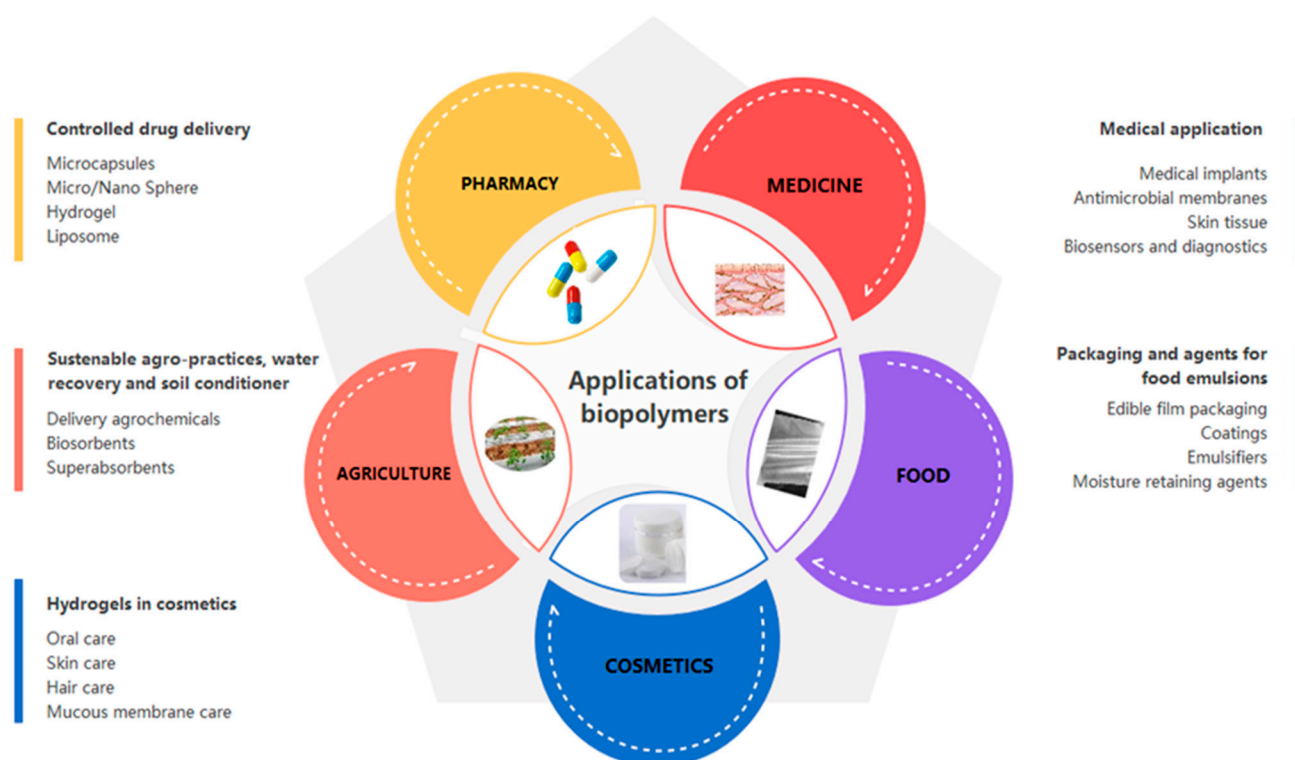 Controlled drug delivery
Microcapsules
Micro/Nano Sphere
Hydrogel
Liposome
PHARMACY
MEDICINE
Medical application
Medical implants
Antimicrobial membranes
Skin tissue
Biosensors and diagnostics
Sustenable agro-practices, water
recovery and soil conditioner
Delivery agrochemicals
Biosorbents
Superabsorbents
AGRICULTURE
Applications of
biopolymers
FOOD
Packaging and agents for
food emulsions
Edible film packaging
Coatings
Emulsifiers
Moisture retaining agents
Hydrogels in cosmetics
Oral care
Skin care
Hair care
Mucous membrane care
COSMETICS